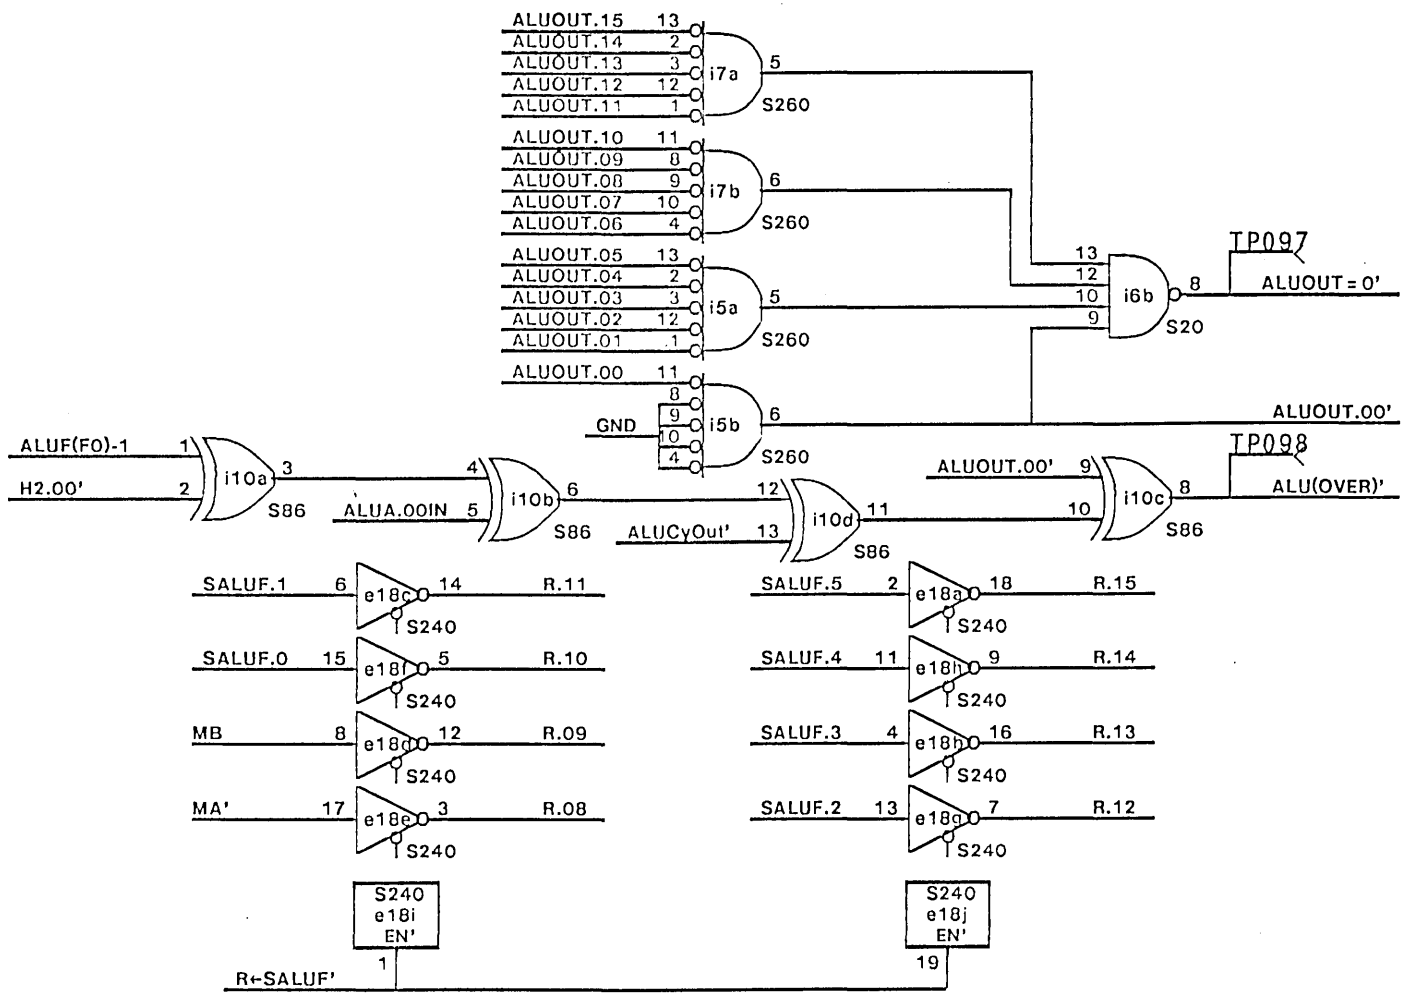 ALUOUT.15 13
ALUOUT.14 2
ALUOUT.13 3
ALUOUT.12 12
ALUOUT.11 1
i7a
5
S260
ALUOUT.10 11
ALUOUT.09 8
ALUOUT.08 9
ALUOUT.07 10
ALUOUT.06 4
i7b
6
S260
ALUOUT.05 13
ALUOUT.04 2
ALUOUT.03 3
ALUOUT.02 12
ALUOUT.01 1
i5a
5
S260
ALUOUT.00 11
8
9
10
4
GND
i5b
6
S260
13
12
10
9
i6b
8
S20
TP097
ALUOUT=0'
ALUOUT.00'
ALUF(F0)-1 1
H2.00' 2
i10a
3
S86
4
ALUA.00IN 5
i10b
6
S86
12
ALUCyOut' 13
i10d
11
S86
ALUOUT.00' 9
10
i10c
8
S86
TP098
ALU(OVER)'
SALUF.1 6 e18c 14 R.11
S240
SALUF.0 15 e18f 5 R.10
S240
MB 8 e18d 12 R.09
S240
MA' 17 e18e 3 R.08
S240
SALUF.5 2 e18a 18 R.15
S240
SALUF.4 11 e18h 9 R.14
S240
SALUF.3 4 e18b 16 R.13
S240
SALUF.2 13 e18g 7 R.12
S240
S240
e18i
EN'
1
S240
e18j
EN'
19
R←SALUF'